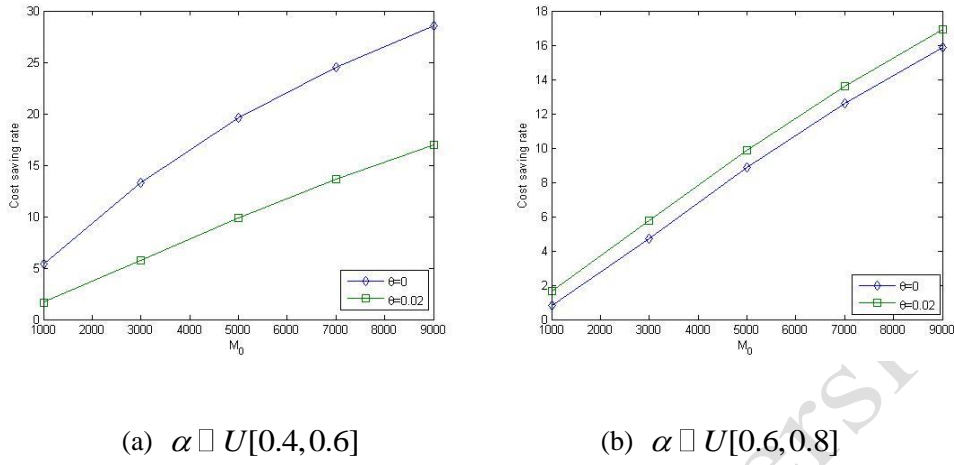 30
25
20
15
10
5
0
Cost saving rate
1000 2000 3000 4000 5000 6000 7000 8000 9000
M0
θ=0
θ=0.02
18
16
14
12
10
8
6
4
2
0
Cost saving rate
1000 2000 3000 4000 5000 6000 7000 8000 9000
M0
θ=0
θ=0.02
(a) α □ U[0.4,0.6]
(b) α □ U[0.6,0.8]